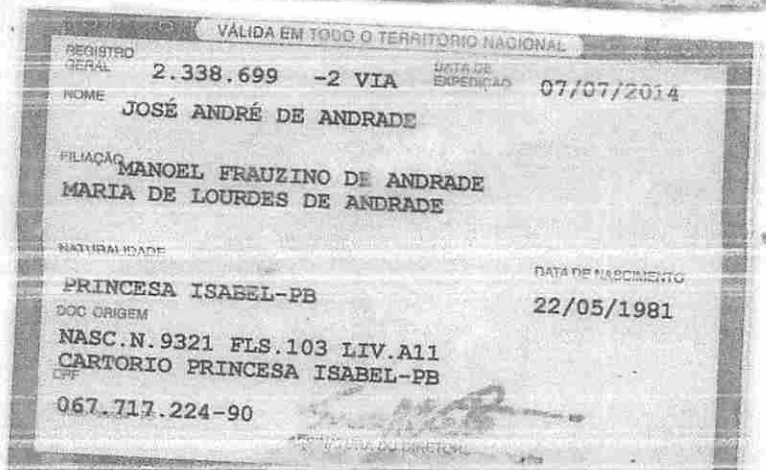 VÁLIDA EM TODO O TERRITÓRIO NACIONAL
REGISTRO GERAL 2.338.699 -2 VIA DATA DE EXPEDIÇÃO 07/07/2014
NOME JOSÉ ANDRÉ DE ANDRADE
FILIAÇÃO MANOEL FRAUZINO DE ANDRADE
MARIA DE LOURDES DE ANDRADE
NATURALIDADE DATA DE NASCIMENTO
PRINCESA ISABEL-PB 22/05/1981
DOC ORIGEM
NASC.N.9321 FLS.103 LIV.A11
CARTORIO PRINCESA ISABEL-PB
CPF
067.717.224-90
ASSINATURA DO DIRETOR